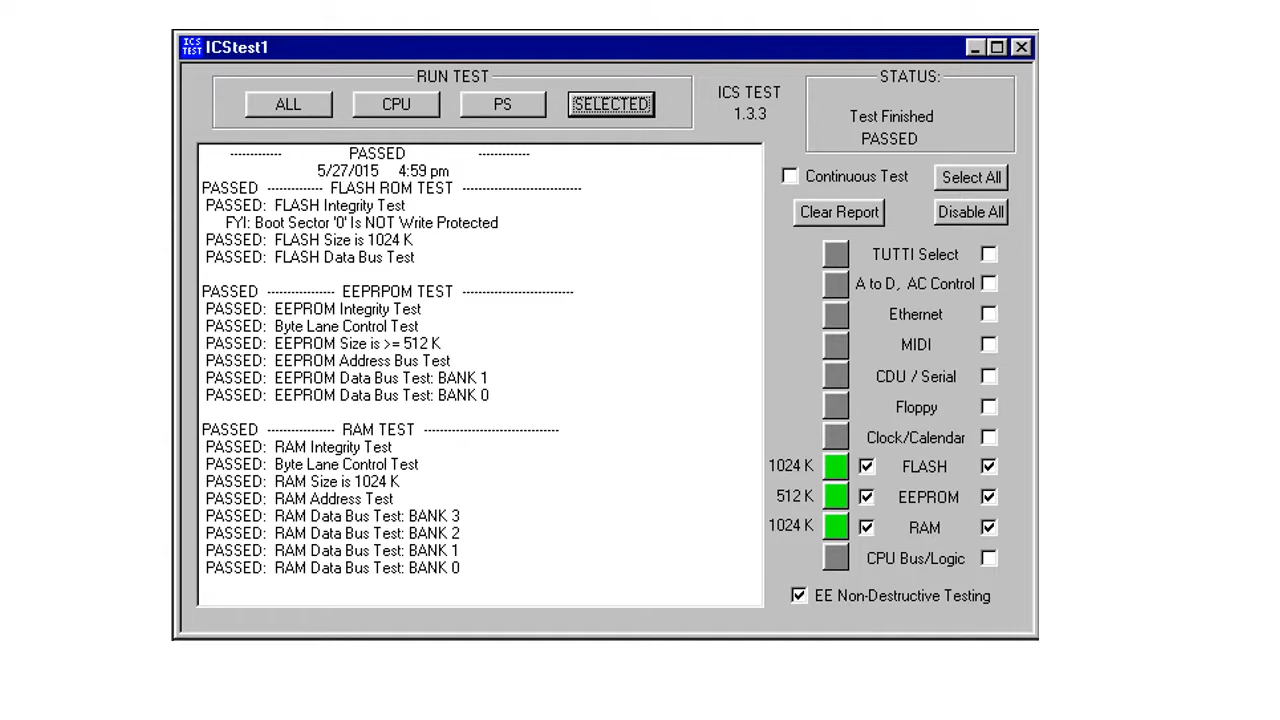 ICS
TEST
ICStest1
RUN TEST
ALL CPU PS SELECTED
ICS TEST
1.3.3
STATUS:
Test Finished
PASSED
------------- PASSED -------------
5/27/015 4:59 pm
PASSED -------------- FLASH ROM TEST ------------------------------
PASSED: FLASH Integrity Test
FYI: Boot Sector '0' Is NOT Write Protected
PASSED: FLASH Size is 1024 K
PASSED: FLASH Data Bus Test
PASSED ----------------- EEPRPOM TEST ----------------------------
PASSED: EEPROM Integrity Test
PASSED: Byte Lane Control Test
PASSED: EEPROM Size is >= 512 K
PASSED: EEPROM Address Bus Test
PASSED: EEPROM Data Bus Test: BANK 1
PASSED: EEPROM Data Bus Test: BANK 0
PASSED ----------------- RAM TEST ----------------------------------
PASSED: RAM Integrity Test
PASSED: Byte Lane Control Test
PASSED: RAM Size is 1024 K
PASSED: RAM Address Test
PASSED: RAM Data Bus Test: BANK 3
PASSED: RAM Data Bus Test: BANK 2
PASSED: RAM Data Bus Test: BANK 1
PASSED: RAM Data Bus Test: BANK 0
Continuous Test Select All
Clear Report Disable All
TUTTI Select
A to D, AC Control
Ethernet
MIDI
CDU / Serial
Floppy
Clock/Calendar
1024 K FLASH
512 K EEPROM
1024 K RAM
CPU Bus/Logic
EE Non-Destructive Testing